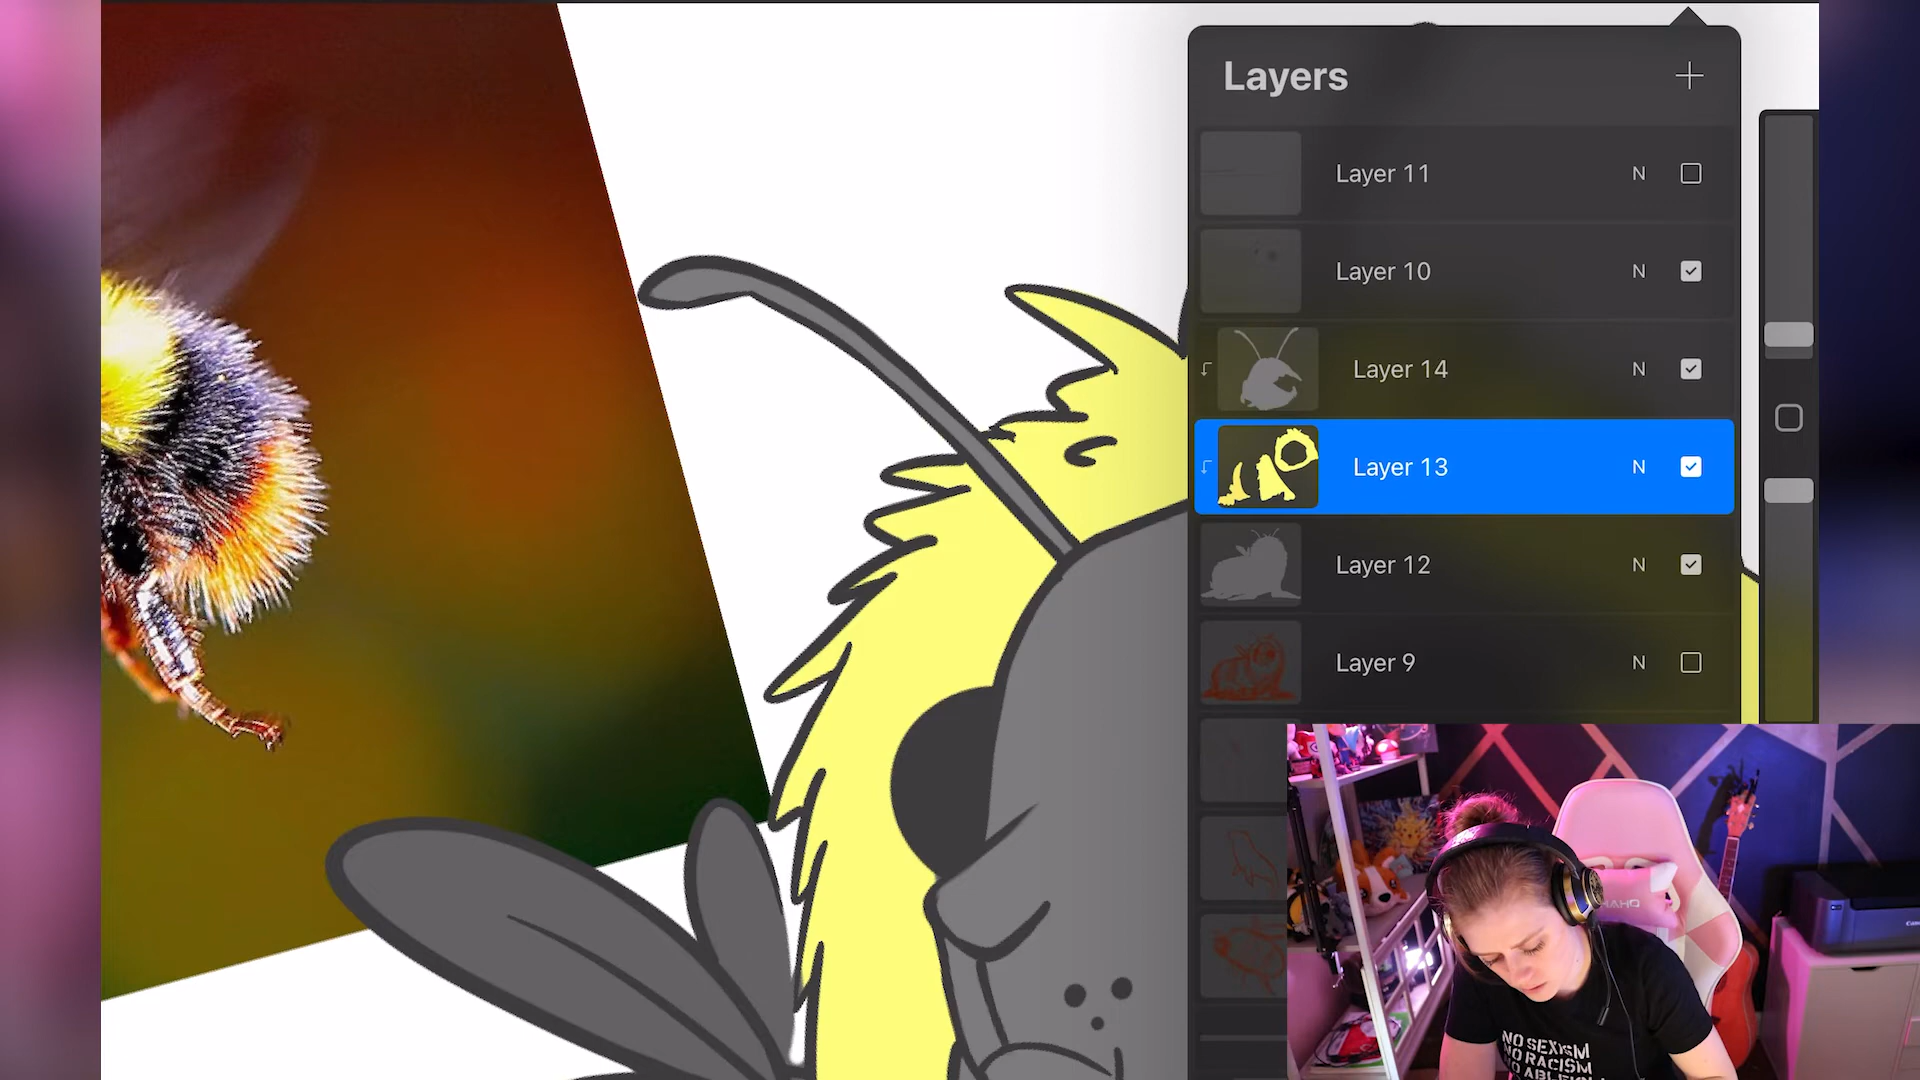 Layers
Layer 11 N
Layer 10 N
Layer 14 N
Layer 13 N
Layer 12 N
Layer 9 N
NO SEXISM
NO RACISM